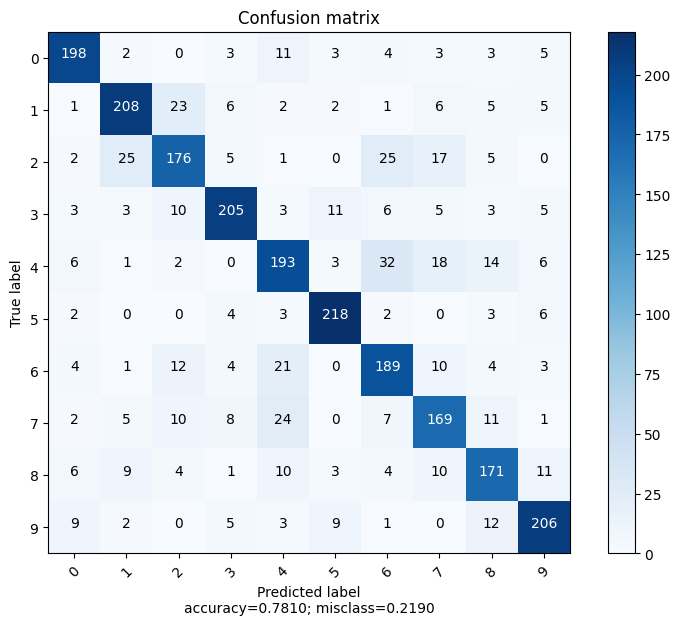 Confusion matrix
0 198 2 0 3 11 3 4 3 3 5
1 1 208 23 6 2 2 1 6 5 5
2 2 25 176 5 1 0 25 17 5 0
3 3 3 10 205 3 11 6 5 3 5
4 6 1 2 0 193 3 32 18 14 6
5 2 0 0 4 3 218 2 0 3 6
6 4 1 12 4 21 0 189 10 4 3
7 2 5 10 8 24 0 7 169 11 1
8 6 9 4 1 10 3 4 10 171 11
9 9 2 0 5 3 9 1 0 12 206
0 1 2 3 4 5 6 7 8 9
True label
Predicted label
accuracy=0.7810; misclass=0.2190
200
175
150
125
100
75
50
25
0